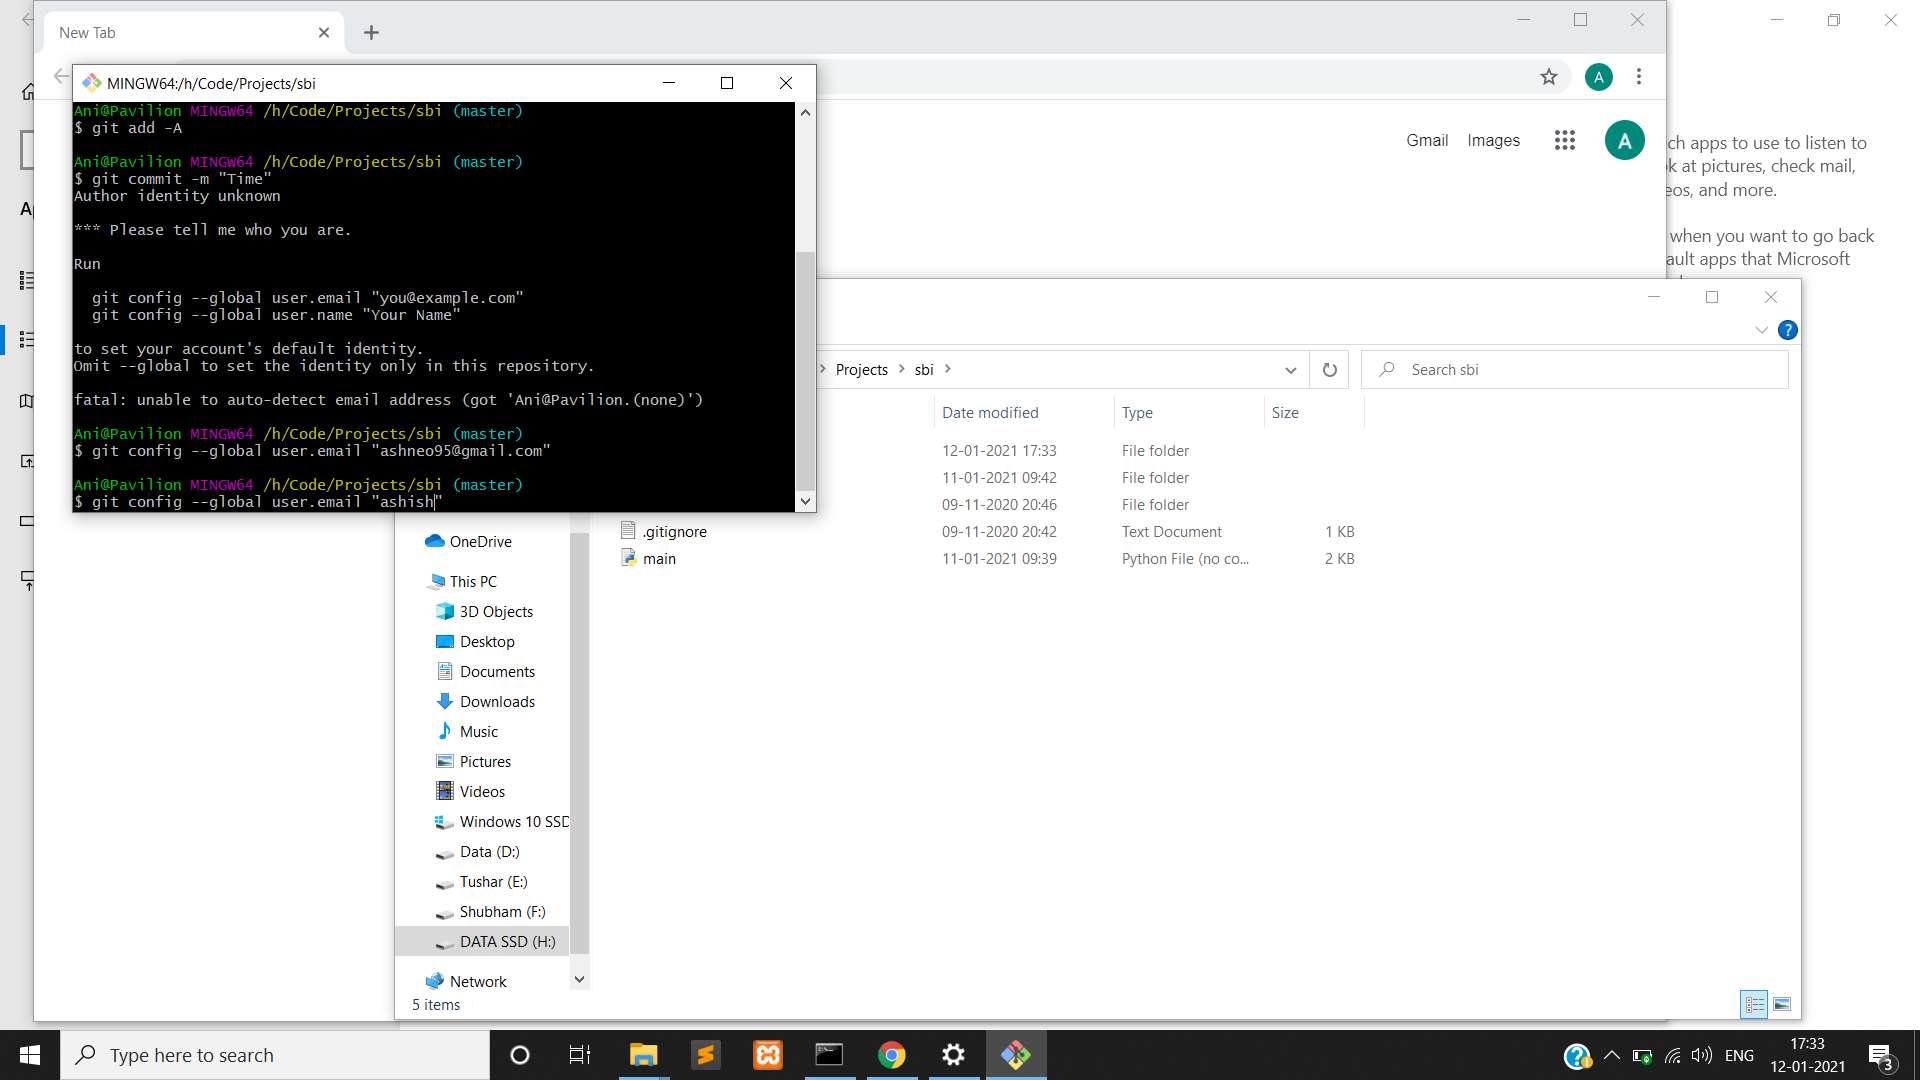 New Tab
MINGW64:/h/Code/Projects/sbi
Ani@Pavilion MINGW64 /h/Code/Projects/sbi (master)
$ git add -A
Ani@Pavilion MINGW64 /h/Code/Projects/sbi (master)
$ git commit -m "Time"
Author identity unknown
*** Please tell me who you are.
Run
git config --global user.email "you@example.com"
git config --global user.name "Your Name"
to set your account's default identity.
Omit --global to set the identity only in this repository.
fatal: unable to auto-detect email address (got 'Ani@Pavilion.(none)')
Ani@Pavilion MINGW64 /h/Code/Projects/sbi (master)
$ git config --global user.email "ashneo95@gmail.com"
Ani@Pavilion MINGW64 /h/Code/Projects/sbi (master)
$ git config --global user.email "ashish"
A
Gmail Images A
ch apps to use to listen to
k at pictures, check mail,
eos, and more.
when you want to go back
ault apps that Microsoft
Ap
?
Projects > sbi >
Search sbi
Date modified Type Size
12-01-2021 17:33 File folder
11-01-2021 09:42 File folder
09-11-2020 20:46 File folder
.gitignore 09-11-2020 20:42 Text Document 1 KB
main 11-01-2021 09:39 Python File (no co... 2 KB
OneDrive
This PC
3D Objects
Desktop
Documents
Downloads
Music
Pictures
Videos
Windows 10 SSD
Data (D:)
Tushar (E:)
Shubham (F:)
DATA SSD (H:)
Network
5 items
Type here to search
ENG
17:33
12-01-2021
3